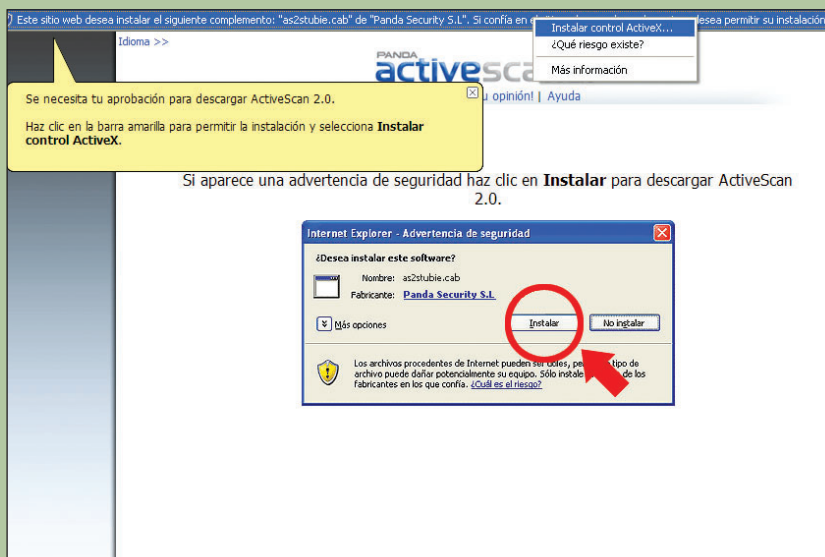 Este sitio web desea instalar el siguiente complemento: "as2stubie.cab" de "Panda Security S.L". Si confía en desea permitir su instalación
Instalar control ActiveX...
¿Qué riesgo existe?
Más información
Idioma >>
PANDA
activesca
u opinión! | Ayuda
Se necesita tu aprobación para descargar ActiveScan 2.0.
Haz clic en la barra amarilla para permitir la instalación y selecciona Instalar
control ActiveX.
Si aparece una advertencia de seguridad haz clic en Instalar para descargar ActiveScan
2.0.
Internet Explorer - Advertencia de seguridad
¿Desea instalar este software?
Nombre: as2stubie.cab
Fabricante: Panda Security S.L
Más opciones
Instalar
No instalar
Los archivos procedentes de Internet pueden ser útiles, pe tipo de
archivo puede dañar potencialmente su equipo. Sólo instale de los
fabricantes en los que confía. ¿Cuál es el riesgo?